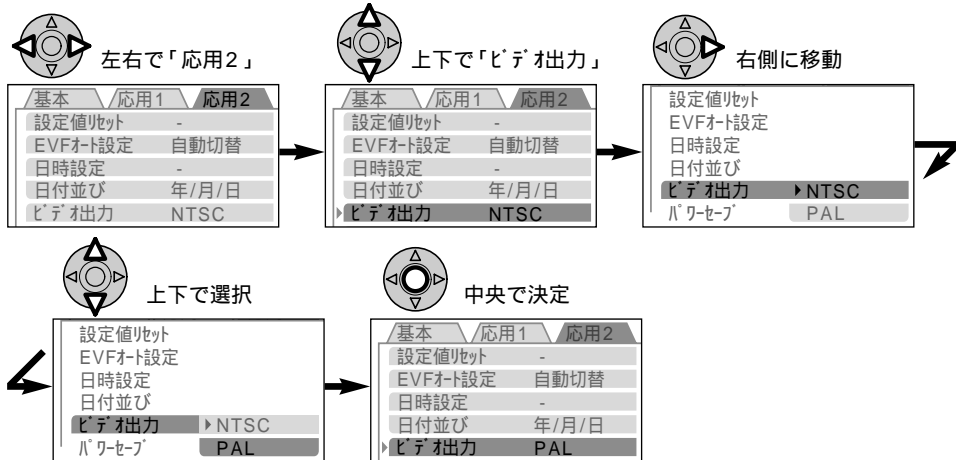 左右で「応用2」
基本 応用1 応用2
設定値ﾘｾｯﾄ -
EVFｵｰﾄ設定 自動切替
日時設定 -
日付並び 年/月/日
ﾋﾞﾃﾞｵ出力 NTSC
上下で「ﾋﾞﾃﾞｵ出力」
基本 応用1 応用2
設定値ﾘｾｯﾄ -
EVFｵｰﾄ設定 自動切替
日時設定 -
日付並び 年/月/日
ﾋﾞﾃﾞｵ出力 NTSC
右側に移動
設定値ﾘｾｯﾄ
EVFｵｰﾄ設定
日時設定
日付並び
ﾋﾞﾃﾞｵ出力 NTSC
ﾊﾟﾜｰｾｰﾌﾞ PAL
上下で選択
設定値ﾘｾｯﾄ
EVFｵｰﾄ設定
日時設定
日付並び
ﾋﾞﾃﾞｵ出力 NTSC
ﾊﾟﾜｰｾｰﾌﾞ PAL
中央で決定
基本 応用1 応用2
設定値ﾘｾｯﾄ -
EVFｵｰﾄ設定 自動切替
日時設定 -
日付並び 年/月/日
ﾋﾞﾃﾞｵ出力 PAL